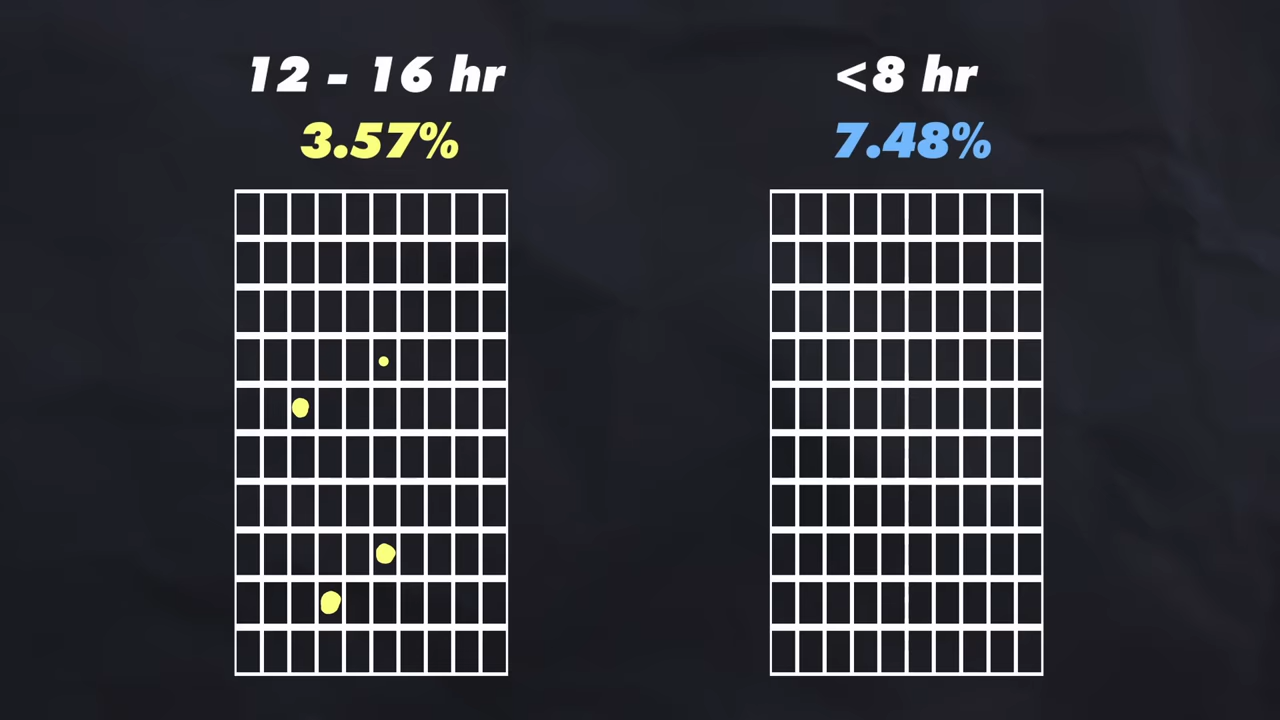 12 - 16 hr
3.57%
<8 hr
7.48%